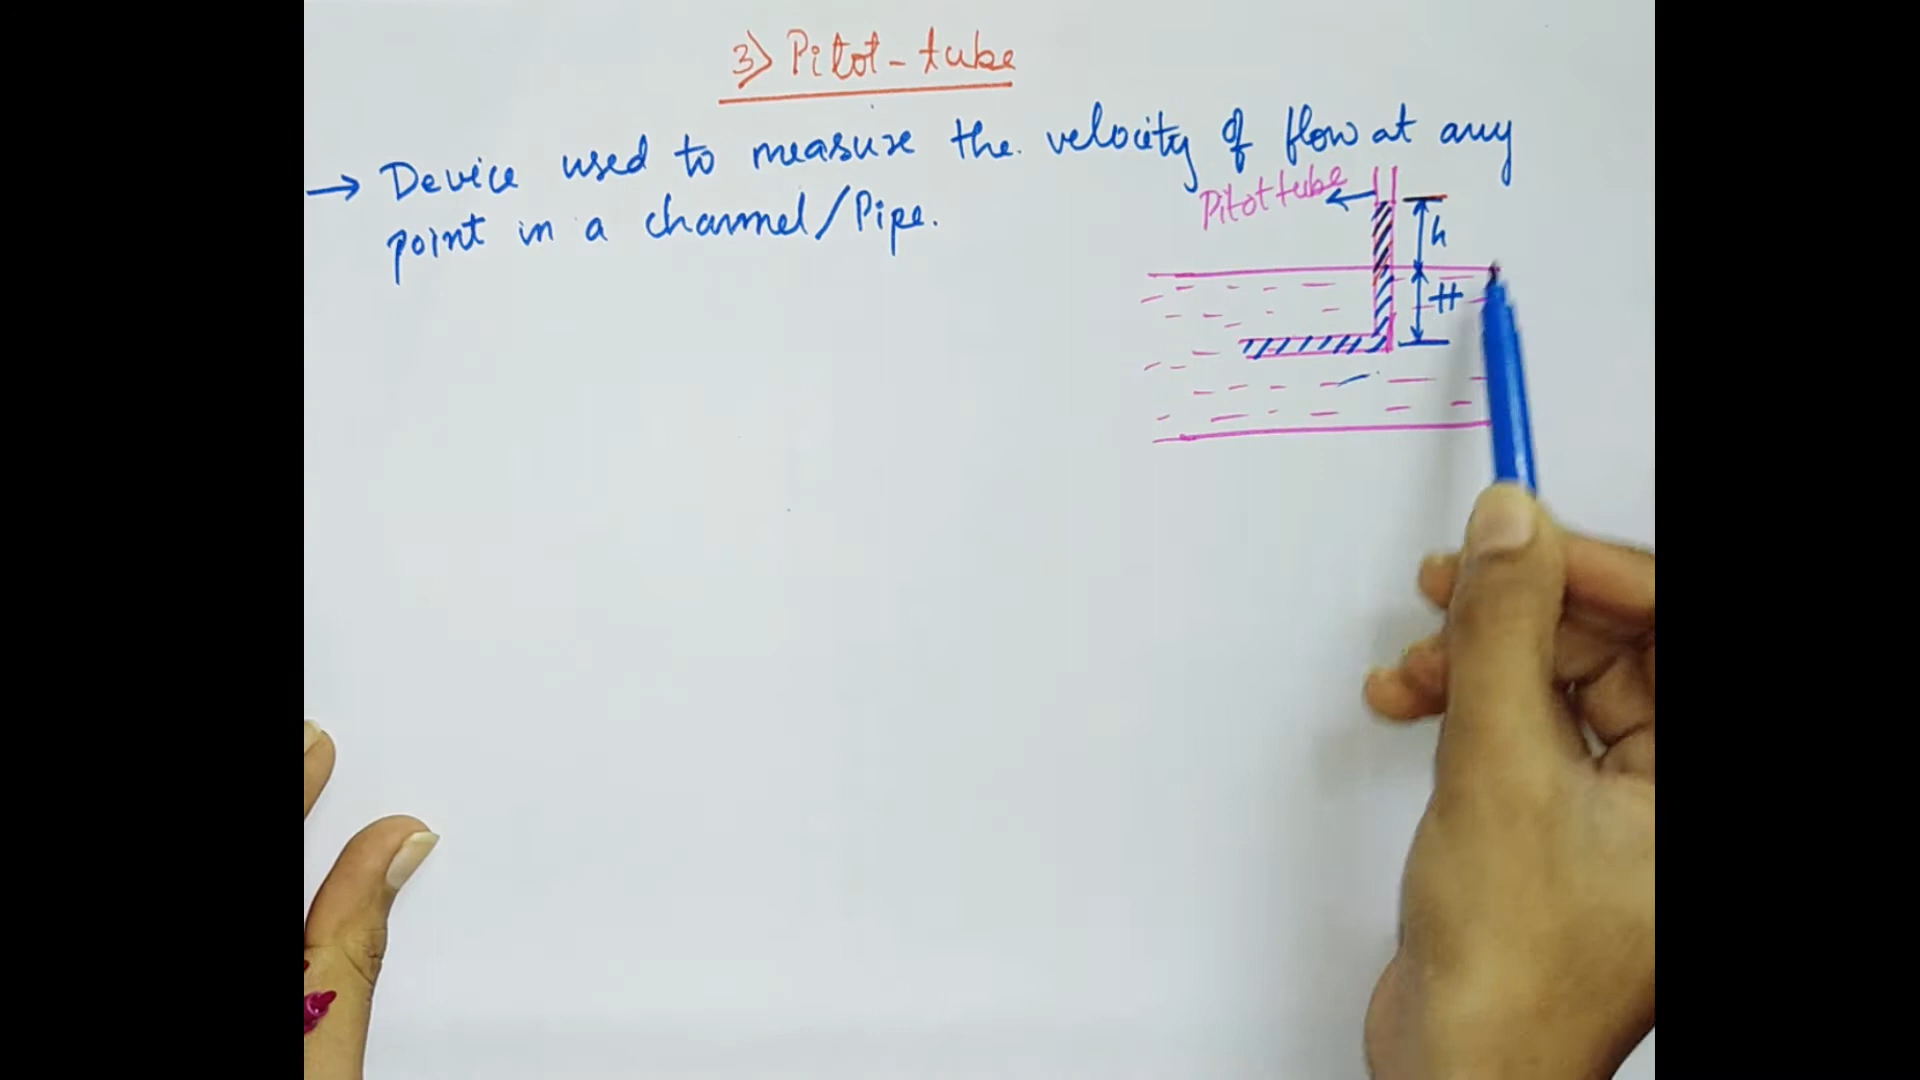 3) Pitot-tube
→ Device used to measure the velocity of flow at any
point in a channel/Pipe.
Pitot tube
h
H